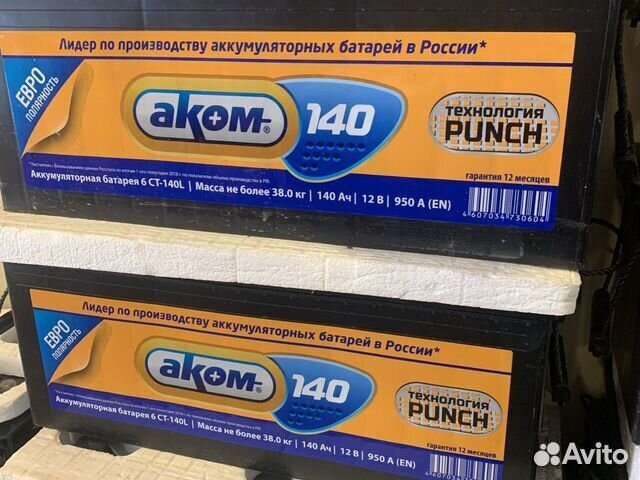 Лидер по производству аккумуляторных батарей в России*
ЕВРО
ПОЛЯРНОСТЬ
аком®
140
ТЕХНОЛОГИЯ
PUNCH
гарантия 12 месяцев
Аккумуляторная батарея 6 СТ-140L | Масса не более 38.0 кг | 140 Ач | 12 В | 950 А (EN)
4 607034 730604
Лидер по производству аккумуляторных батарей в России*
ЕВРО
ПОЛЯРНОСТЬ
аком®
140
ТЕХНОЛОГИЯ
PUNCH
гарантия 12 месяцев
Аккумуляторная батарея 6 СТ-140L | Масса не более 38.0 кг | 140 Ач | 12 В | 950 А (EN)
Avito